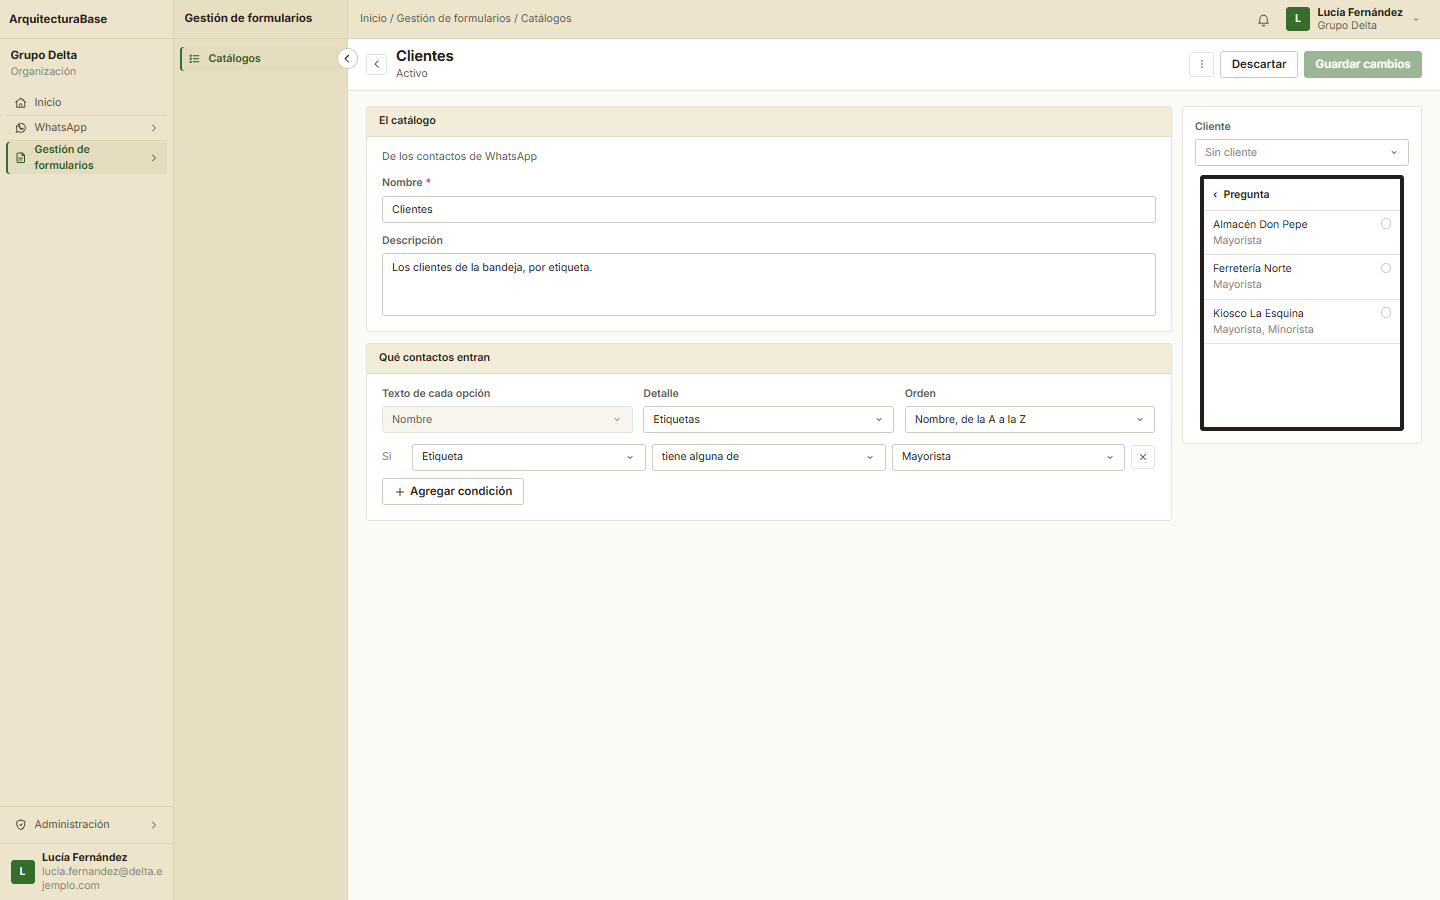 ArquitecturaBase
Grupo Delta
Organización
Inicio
WhatsApp
Gestión de
formularios
Administración
Lucía Fernández
L
lucia.fernandez@delta.e
jemplo.com
Gestión de formularios
Catálogos
Inicio / Gestión de formularios / Catálogos
L
Lucía Fernández
Grupo Delta
Clientes
Activo
Descartar
Guardar cambios
El catálogo
De los contactos de WhatsApp
Nombre *
Clientes
Descripción
Los clientes de la bandeja, por etiqueta.
Qué contactos entran
Texto de cada opción
Detalle
Orden
Nombre
Etiquetas
Nombre, de la A a la Z
Si
Etiqueta
tiene alguna de
Mayorista
Agregar condición
Cliente
Sin cliente
Pregunta
Almacén Don Pepe
Mayorista
Ferretería Norte
Mayorista
Kiosco La Esquina
Mayorista, Minorista